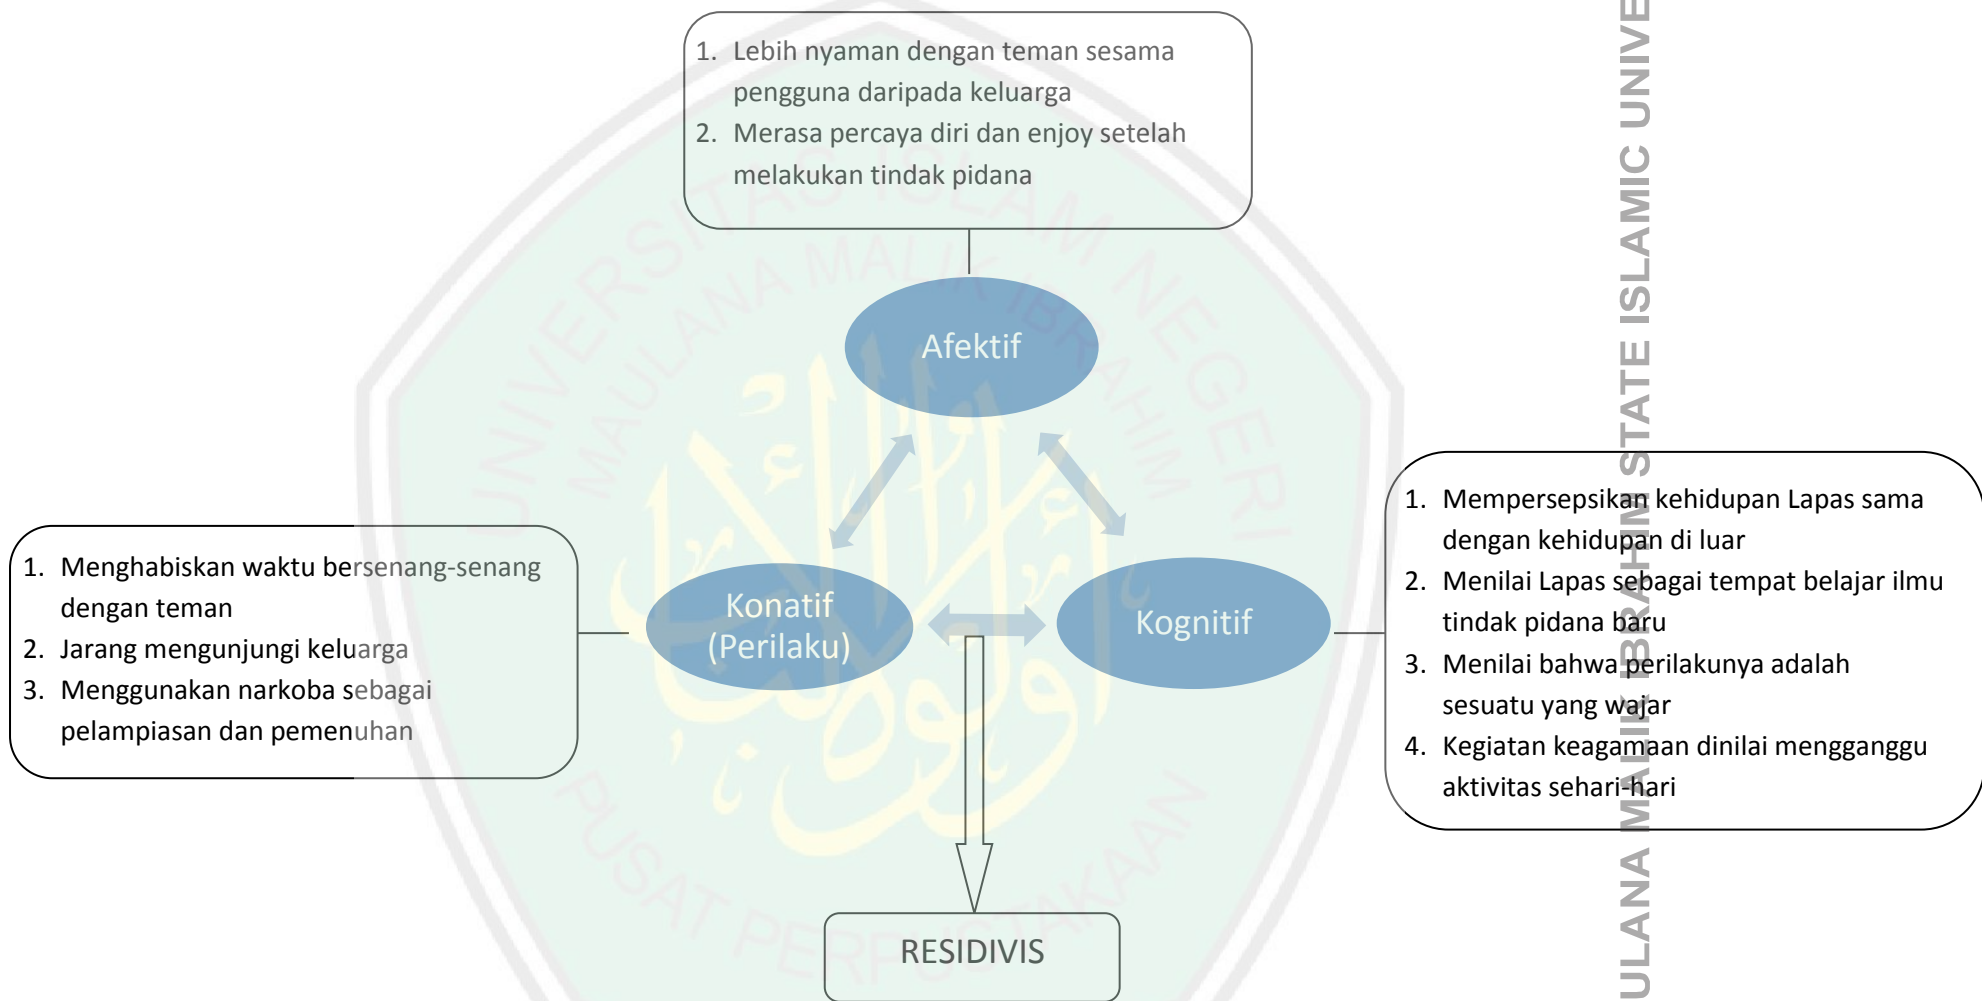 1. Lebih nyaman dengan teman sesama
pengguna daripada keluarga
2. Merasa percaya diri dan enjoy setelah
melakukan tindak pidana
Afektif
1. Menghabiskan waktu bersenang-senang
dengan teman
2. Jarang mengunjungi keluarga
3. Menggunakan narkoba sebagai
pelampiasan dan pemenuhan
Konatif
(Perilaku)
Kognitif
1. Mempersepsikan kehidupan Lapas sama
dengan kehidupan di luar
2. Menilai Lapas sebagai tempat belajar ilmu
tindak pidana baru
3. Menilai bahwa perilakunya adalah
sesuatu yang wajar
4. Kegiatan keagamaan dinilai mengganggu
aktivitas sehari-hari
RESIDIVIS
UNIVERSITAS ISLAM NEGERI
MAULANA MALIK IBRAHIM
PUSAT PERPUSTAKAAN
ULANA MALIK IBRAHIM STATE ISLAMIC UNIVE